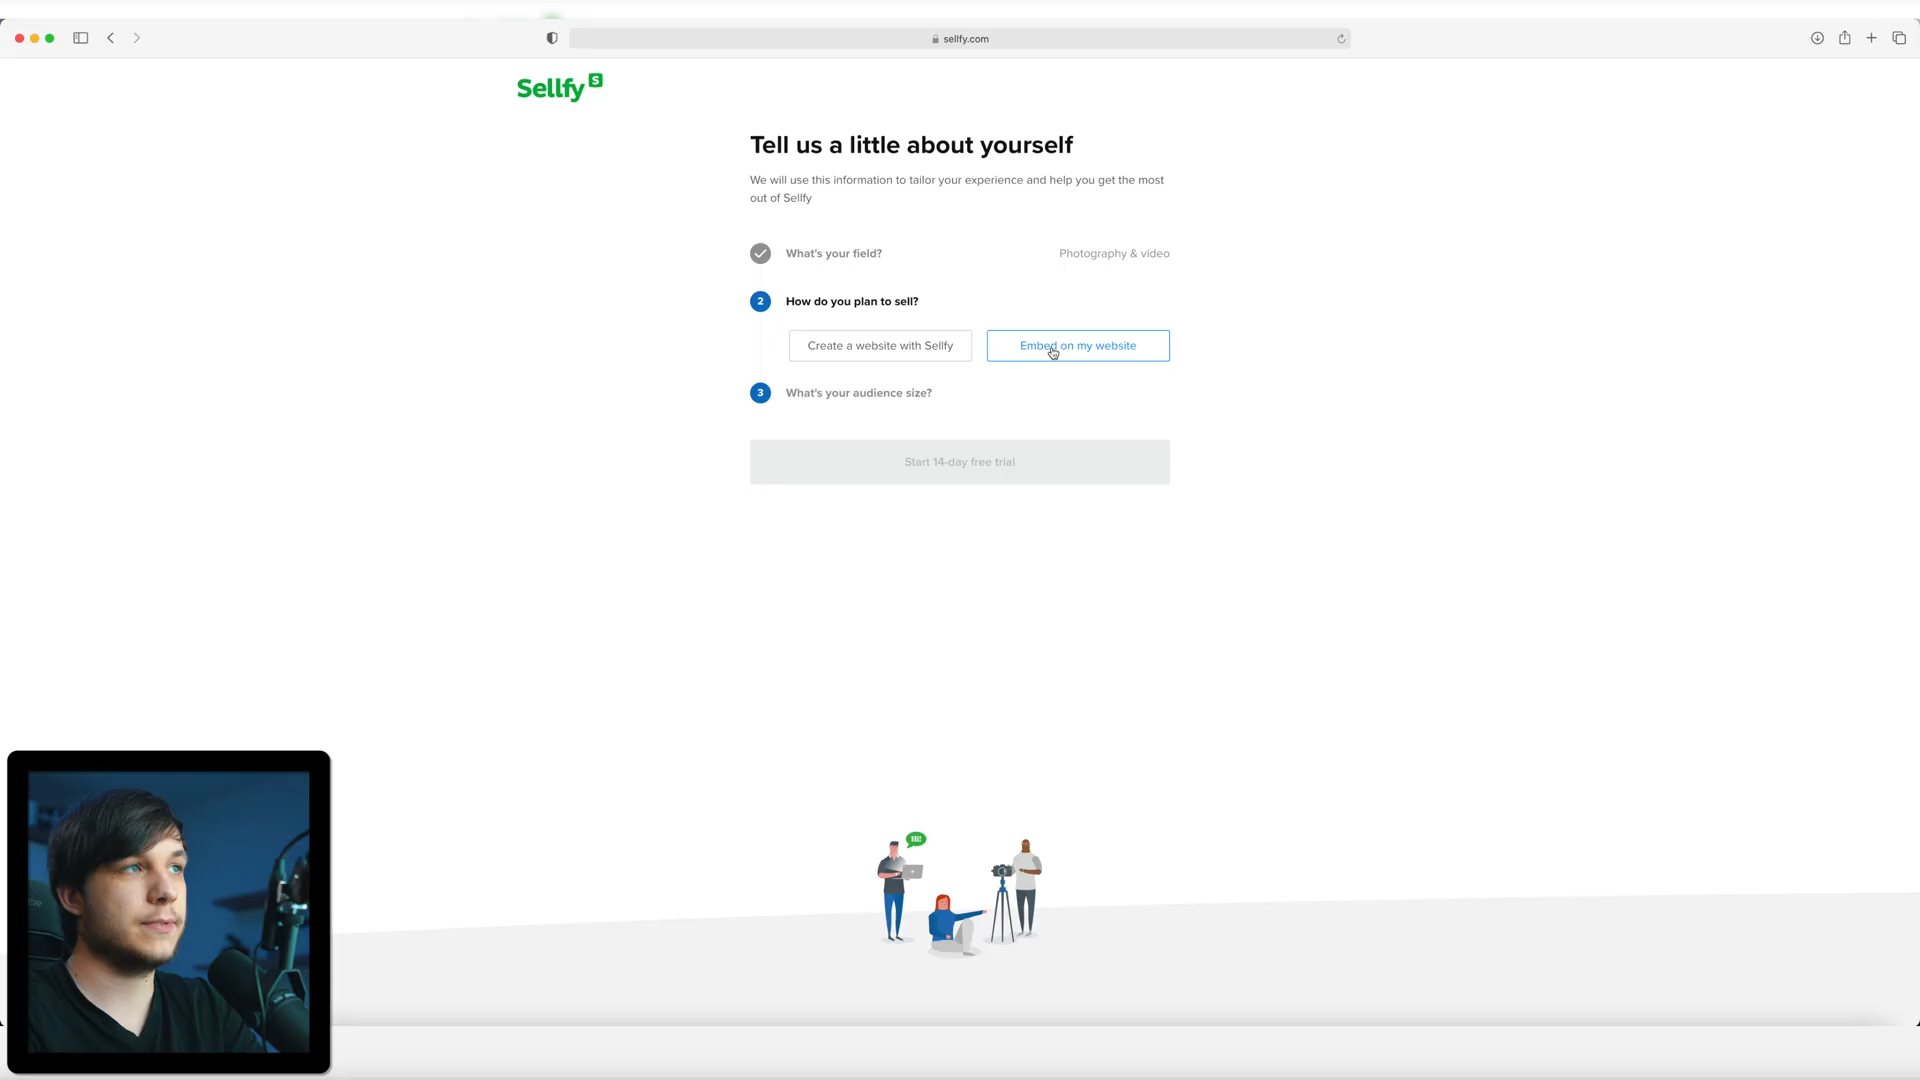 sellfy.com
Sellfy S
Tell us a little about yourself
We will use this information to tailor your experience and help you get the most
out of Sellfy
What's your field? Photography & video
2 How do you plan to sell?
Create a website with Sellfy Embed on my website
3 What's your audience size?
Start 14-day free trial
Hi!